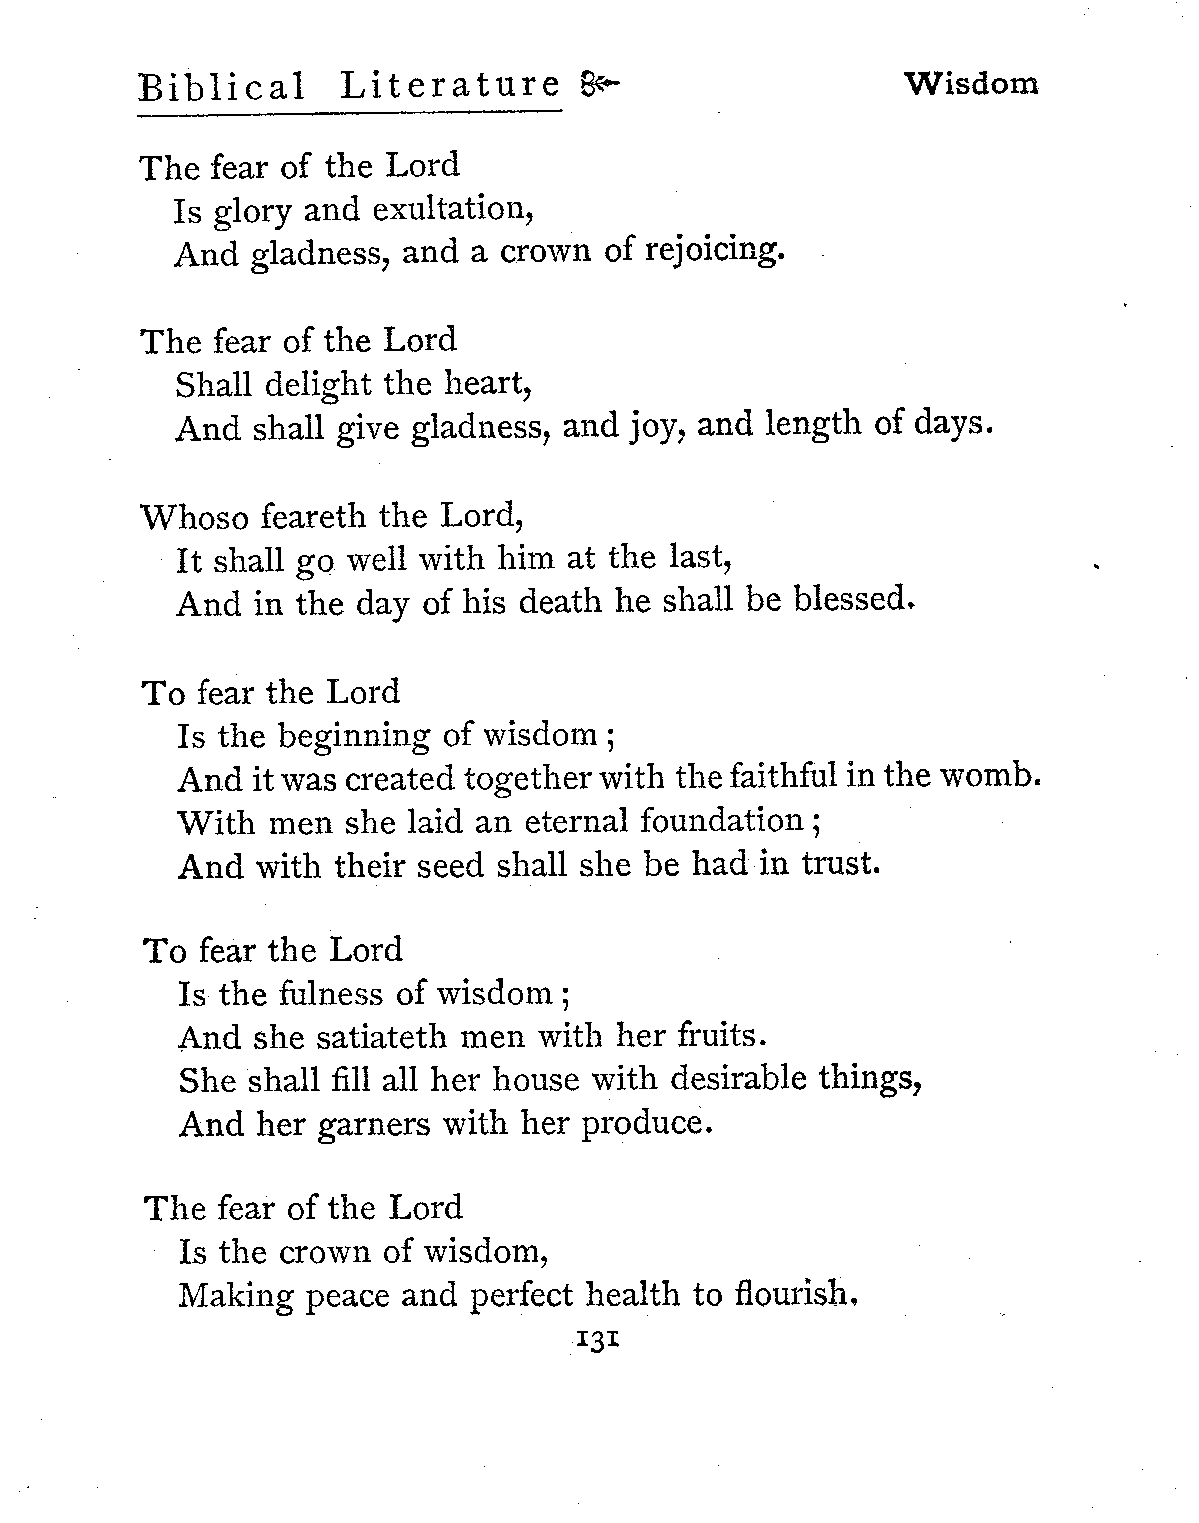 Biblical Literature Wisdom
The fear of the Lord
Is glory and exultation,
And gladness, and a crown of rejoicing.
The fear of the Lord
Shall delight the heart,
And shall give gladness, and joy, and length of days.
Whoso feareth the Lord,
It shall go well with him at the last,
And in the day of his death he shall be blessed.
To fear the Lord
Is the beginning of wisdom ;
And it was created together with the faithful in the womb.
With men she laid an eternal foundation ;
And with their seed shall she be had in trust.
To fear the Lord
Is the fulness of wisdom ;
And she satiateth men with her fruits.
She shall fill all her house with desirable things,
And her garners with her produce.
The fear of the Lord
Is the crown of wisdom,
Making peace and perfect health to flourish.
131